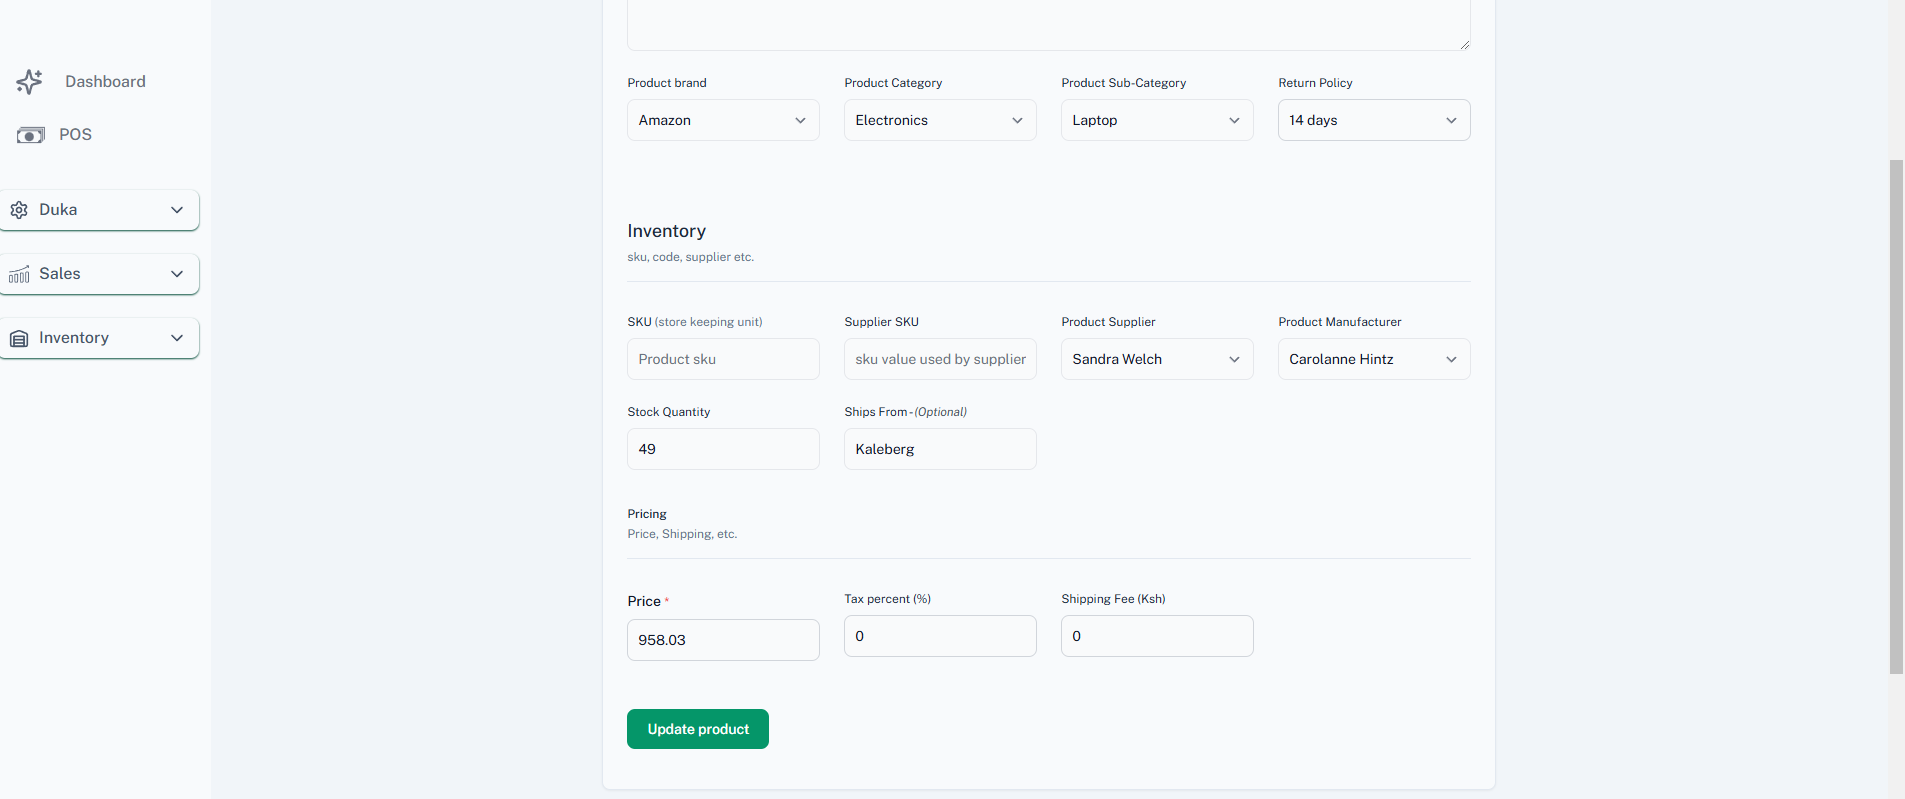 Dashboard
POS
Duka
Sales
Inventory
Product brand
Product Category
Product Sub-Category
Return Policy
Amazon
Electronics
Laptop
14 days
Inventory
sku, code, supplier etc.
SKU (store keeping unit)
Supplier SKU
Product Supplier
Product Manufacturer
Product sku
sku value used by supplier
Sandra Welch
Carolanne Hintz
Stock Quantity
Ships From - (Optional)
49
Kaleberg
Pricing
Price, Shipping, etc.
Price *
Tax percent (%)
Shipping Fee (Ksh)
958.03
0
0
Update product